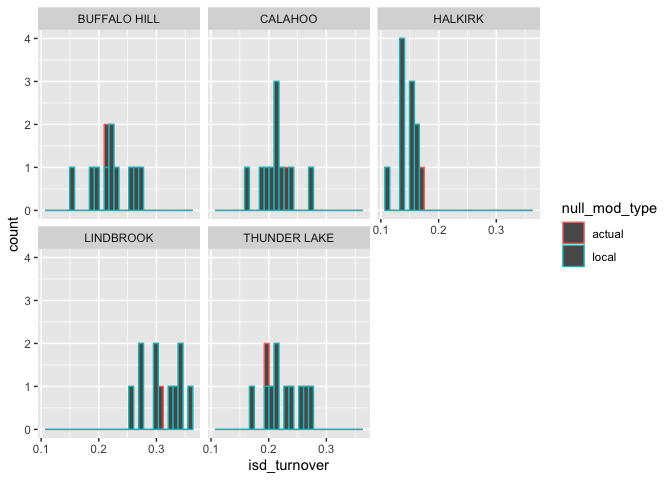 BUFFALO HILL CALAHOO HALKIRK
4
3
2
1
0
0.1 0.2 0.3
LINDBROOK THUNDER LAKE
4
3
2
1
0
0.1 0.2 0.3 0.1 0.2 0.3
isd_turnover
count
null_mod_type
actual
local